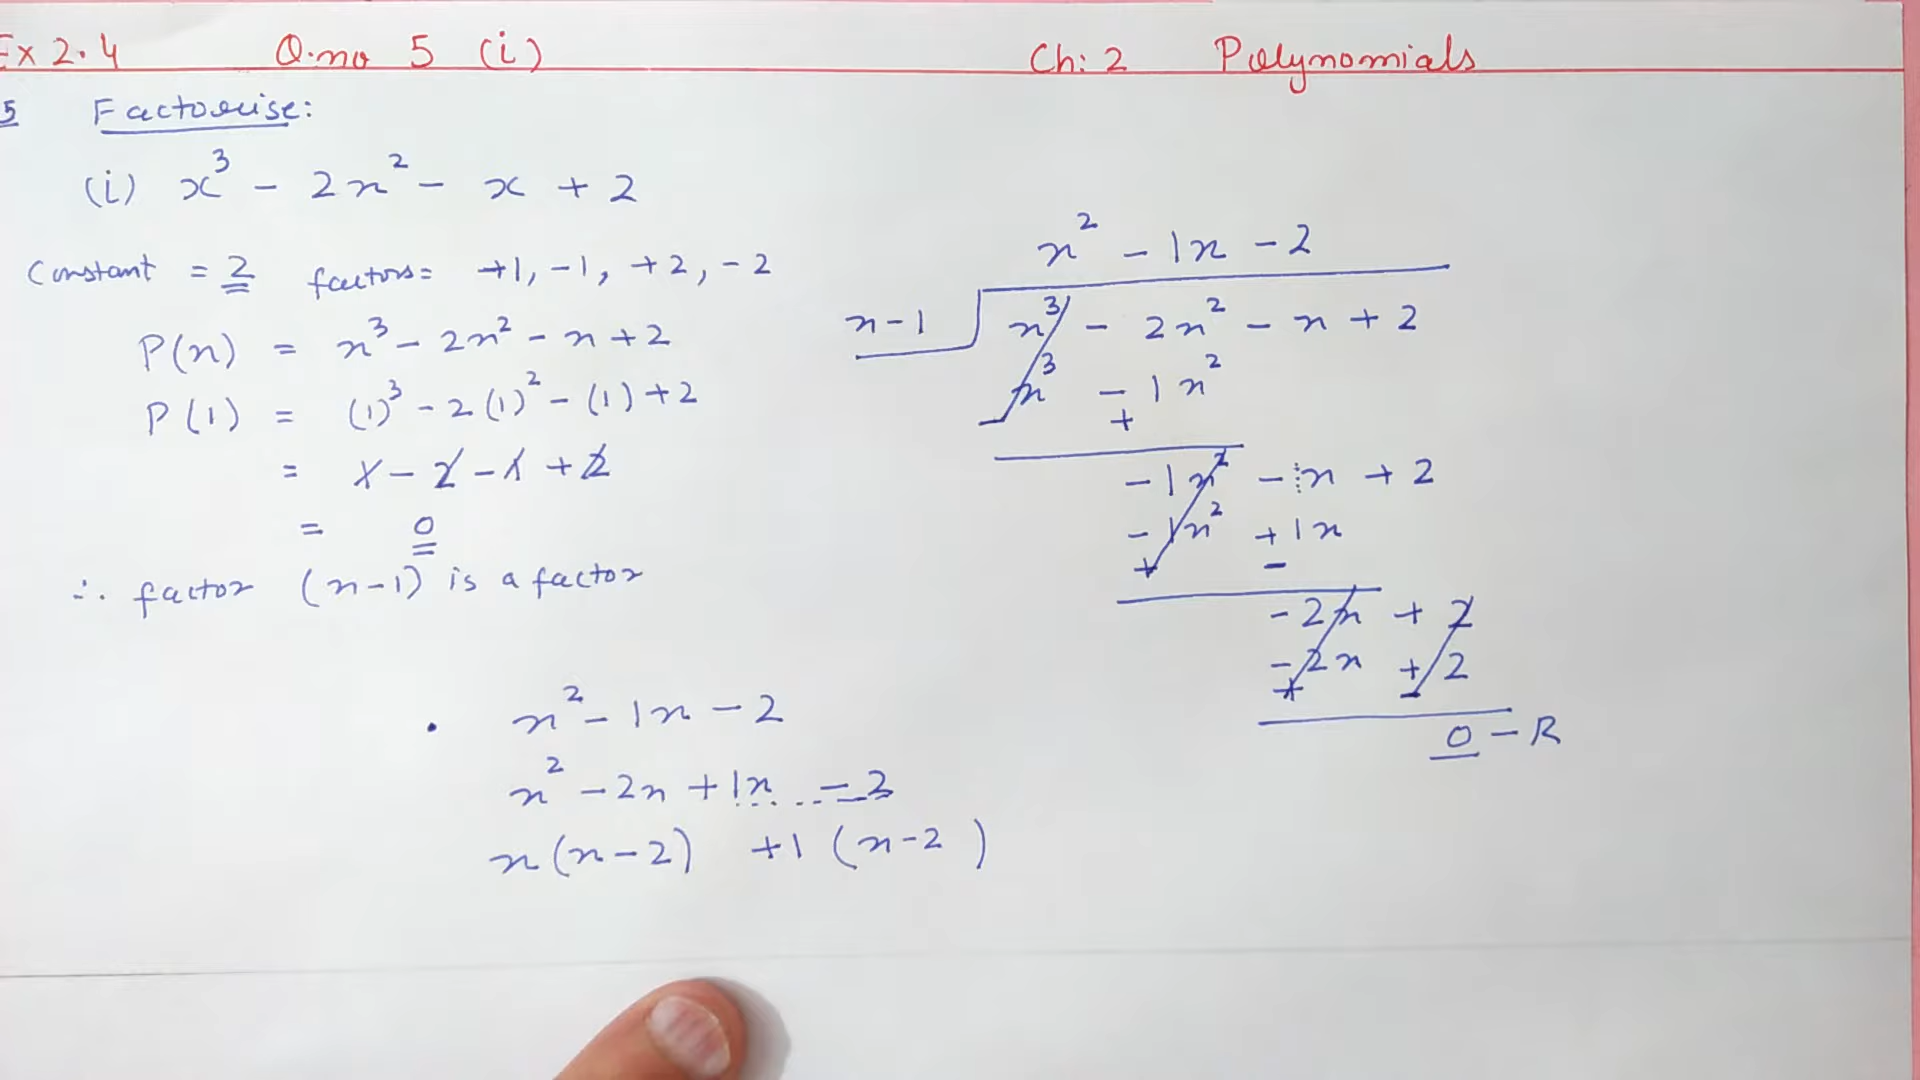 Ex 2.4 Q.no 5 (i) Ch: 2 Polynomials
5 Factorise:
(i) x³ - 2x² - x + 2
Constant = 2 factors= +1, -1, +2, -2
P(x) = x³ - 2x² - x + 2
P(1) = (1)³ - 2(1)² - (1) + 2
= 1 - 2 - 1 + 2
= 0
∴ factor (x-1) is a factor
x² - 1x - 2
x² - 2x + 1x - 2
x(x-2) +1(x-2)
x² - 1x - 2
x-1 x³ - 2x² - x + 2
x³ - 1x²
- +
-1x² - x + 2
-1x² + 1x
+ -
-2x + 2
-2x + 2
+ -
0 - R